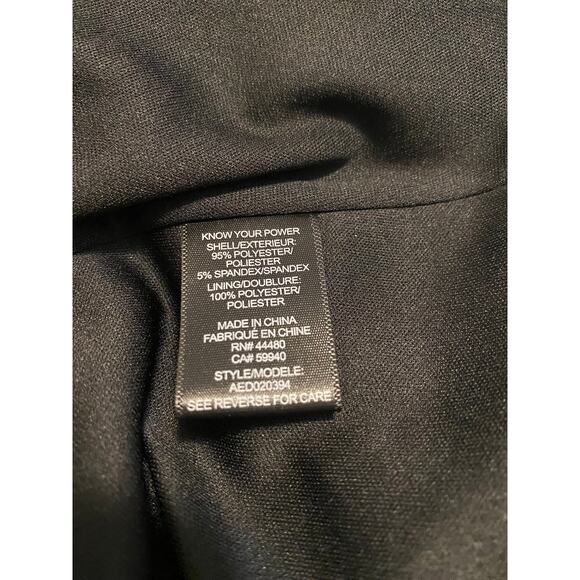 KNOW YOUR POWER
SHELL/EXTERIEUR:
95% POLYESTER/
POLIESTER
5% SPANDEX/SPANDEX
LINING/DOUBLURE:
100% POLYESTER/
POLIESTER
MADE IN CHINA
FABRIQUÉ EN CHINE
RN# 44480
CA# 59940
STYLE/MODELE:
AED020394
SEE REVERSE FOR CARE